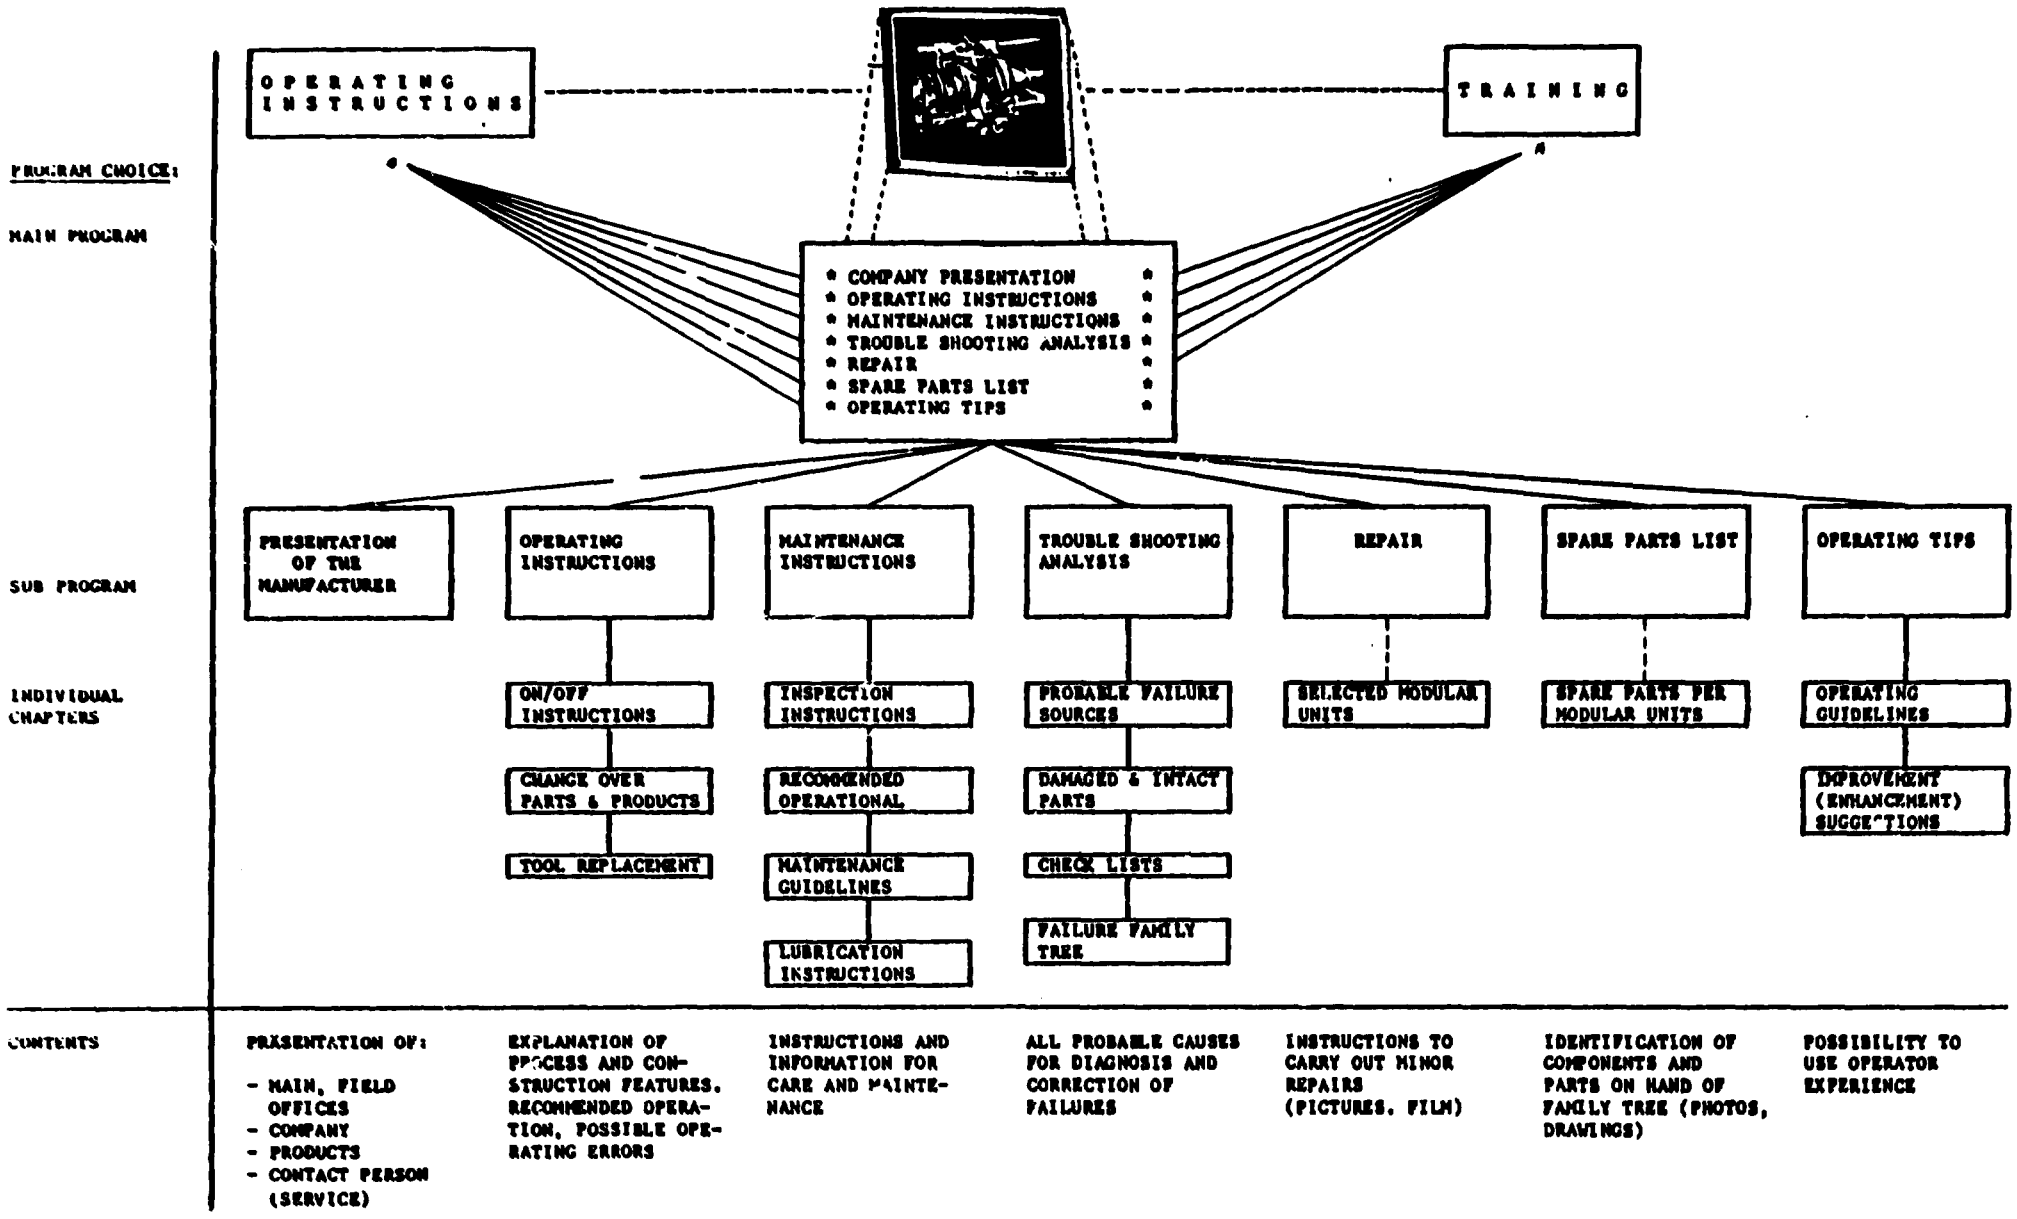 OPERATING
INSTRUCTIONS
TRAINING
PROGRAM CHOICE:
MAIN PROGRAM
* COMPANY PRESENTATION *
* OPERATING INSTRUCTIONS *
* MAINTENANCE INSTRUCTIONS *
* TROUBLE SHOOTING ANALYSIS *
* REPAIR *
* SPARE PARTS LIST *
* OPERATING TIPS *
SUB PROGRAM
PRESENTATION
OF THE
MANUFACTURER
OPERATING
INSTRUCTIONS
MAINTENANCE
INSTRUCTIONS
TROUBLE SHOOTING
ANALYSIS
REPAIR
SPARE PARTS LIST
OPERATING TIPS
INDIVIDUAL
CHAPTERS
ON/OFF
INSTRUCTIONS
CHANGE OVER
PARTS & PRODUCTS
TOOL REPLACEMENT
INSPECTION
INSTRUCTIONS
RECOMMENDED
OPERATIONAL
MAINTENANCE
GUIDELINES
LUBRICATION
INSTRUCTIONS
PROBABLE FAILURE
SOURCES
DAMAGED & INTACT
PARTS
CHECK LISTS
FAILURE FAMILY
TREE
SELECTED MODULAR
UNITS
SPARE PARTS PER
MODULAR UNITS
OPERATING
GUIDELINES
IMPROVEMENT
(ENHANCEMENT)
SUGGESTIONS
CONTENTS
PRÄSENTATION OF:
- MAIN, FIELD
OFFICES
- COMPANY
- PRODUCTS
- CONTACT PERSON
(SERVICE)
EXPLANATION OF
PROCESS AND CON-
STRUCTION FEATURES.
RECOMMENDED OPERA-
TION, POSSIBLE OPE-
RATING ERRORS
INSTRUCTIONS AND
INFORMATION FOR
CARE AND MAINTE-
NANCE
ALL PROBABLE CAUSES
FOR DIAGNOSIS AND
CORRECTION OF
FAILURES
INSTRUCTIONS TO
CARRY OUT MINOR
REPAIRS
(PICTURES. FILM)
IDENTIFICATION OF
COMPONENTS AND
PARTS ON HAND OF
FAMILY TREE (PHOTOS,
DRAWINGS)
POSSIBILITY TO
USE OPERATOR
EXPERIENCE